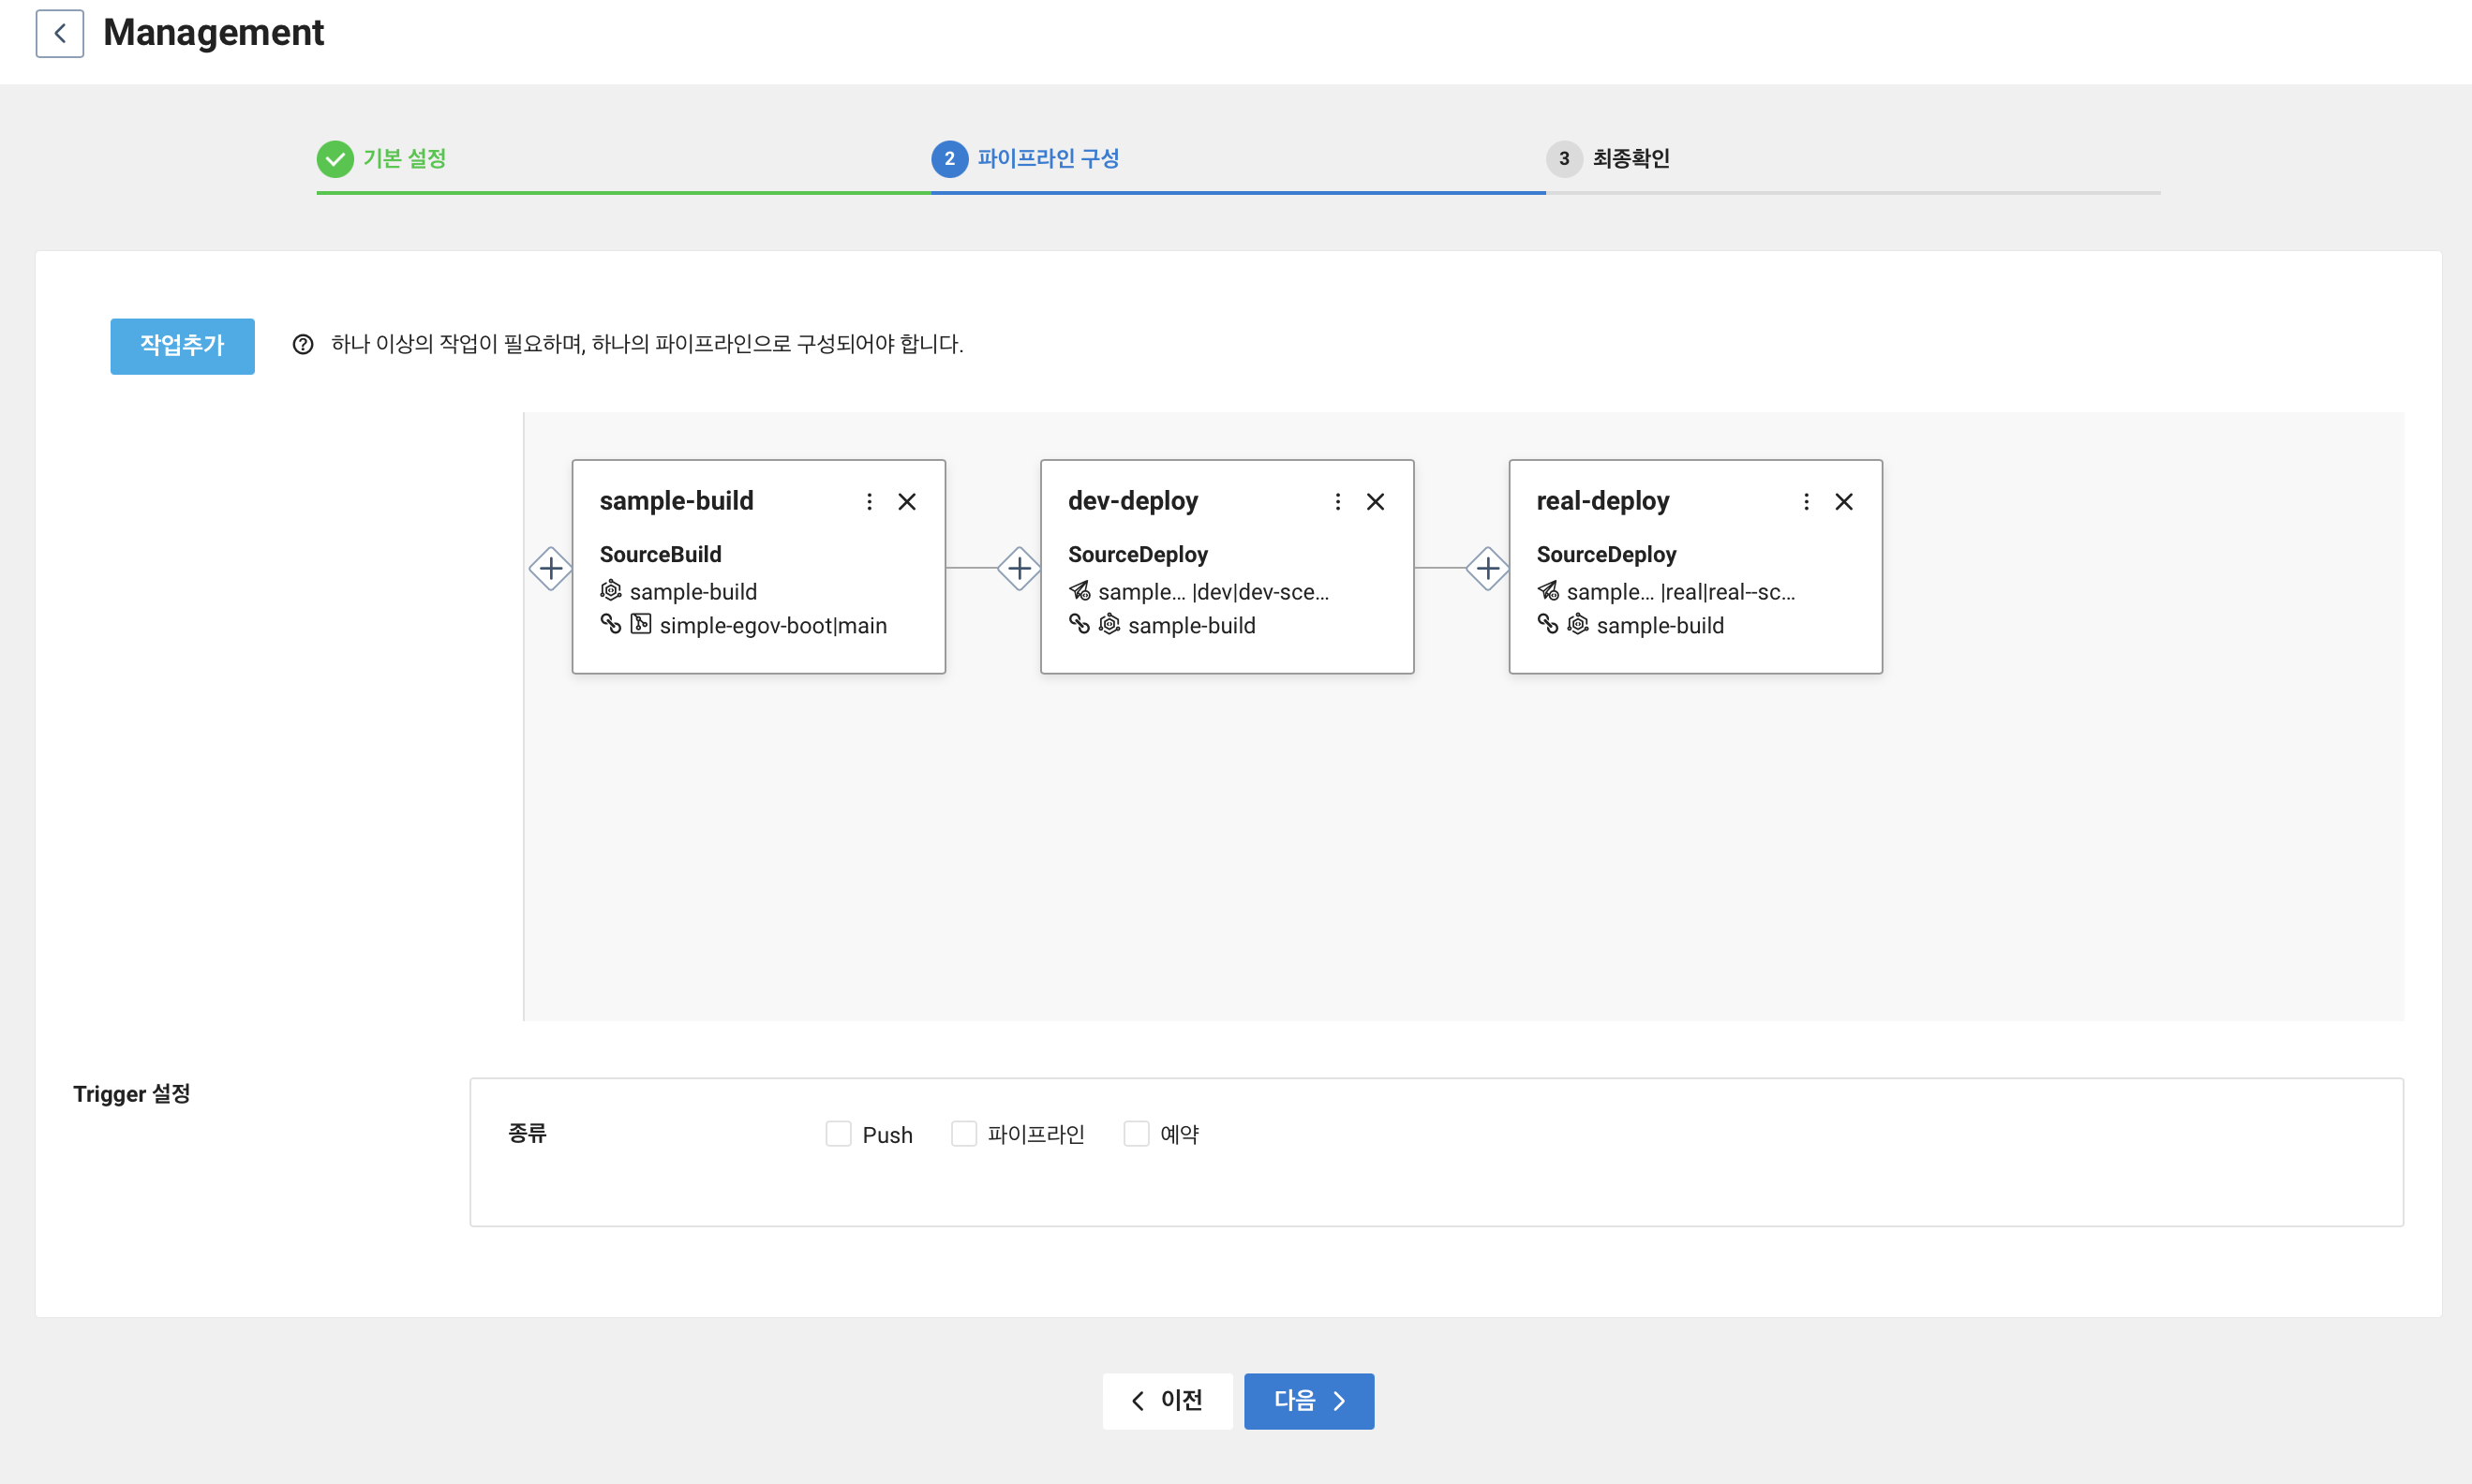 Management
기본 설정
2 파이프라인 구성
3 최종확인
작업추가
하나 이상의 작업이 필요하며, 하나의 파이프라인으로 구성되어야 합니다.
sample-build
SourceBuild
sample-build
simple-egov-boot|main
dev-deploy
SourceDeploy
sample... |dev|dev-sce...
sample-build
real-deploy
SourceDeploy
sample... |real|real--sc...
sample-build
Trigger 설정
종류
Push
파이프라인
예약
이전
다음